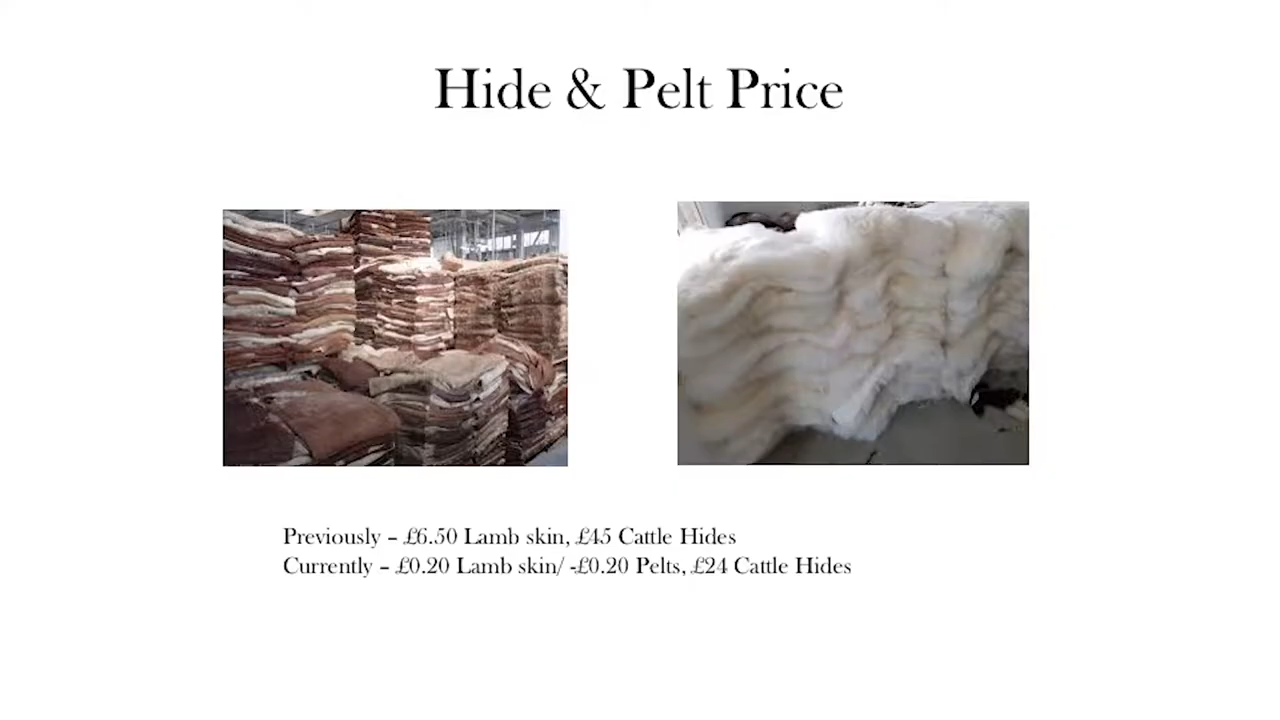 Hide & Pelt Price
Previously – £6.50 Lamb skin, £45 Cattle Hides
Currently – £0.20 Lamb skin/ -£0.20 Pelts, £24 Cattle Hides